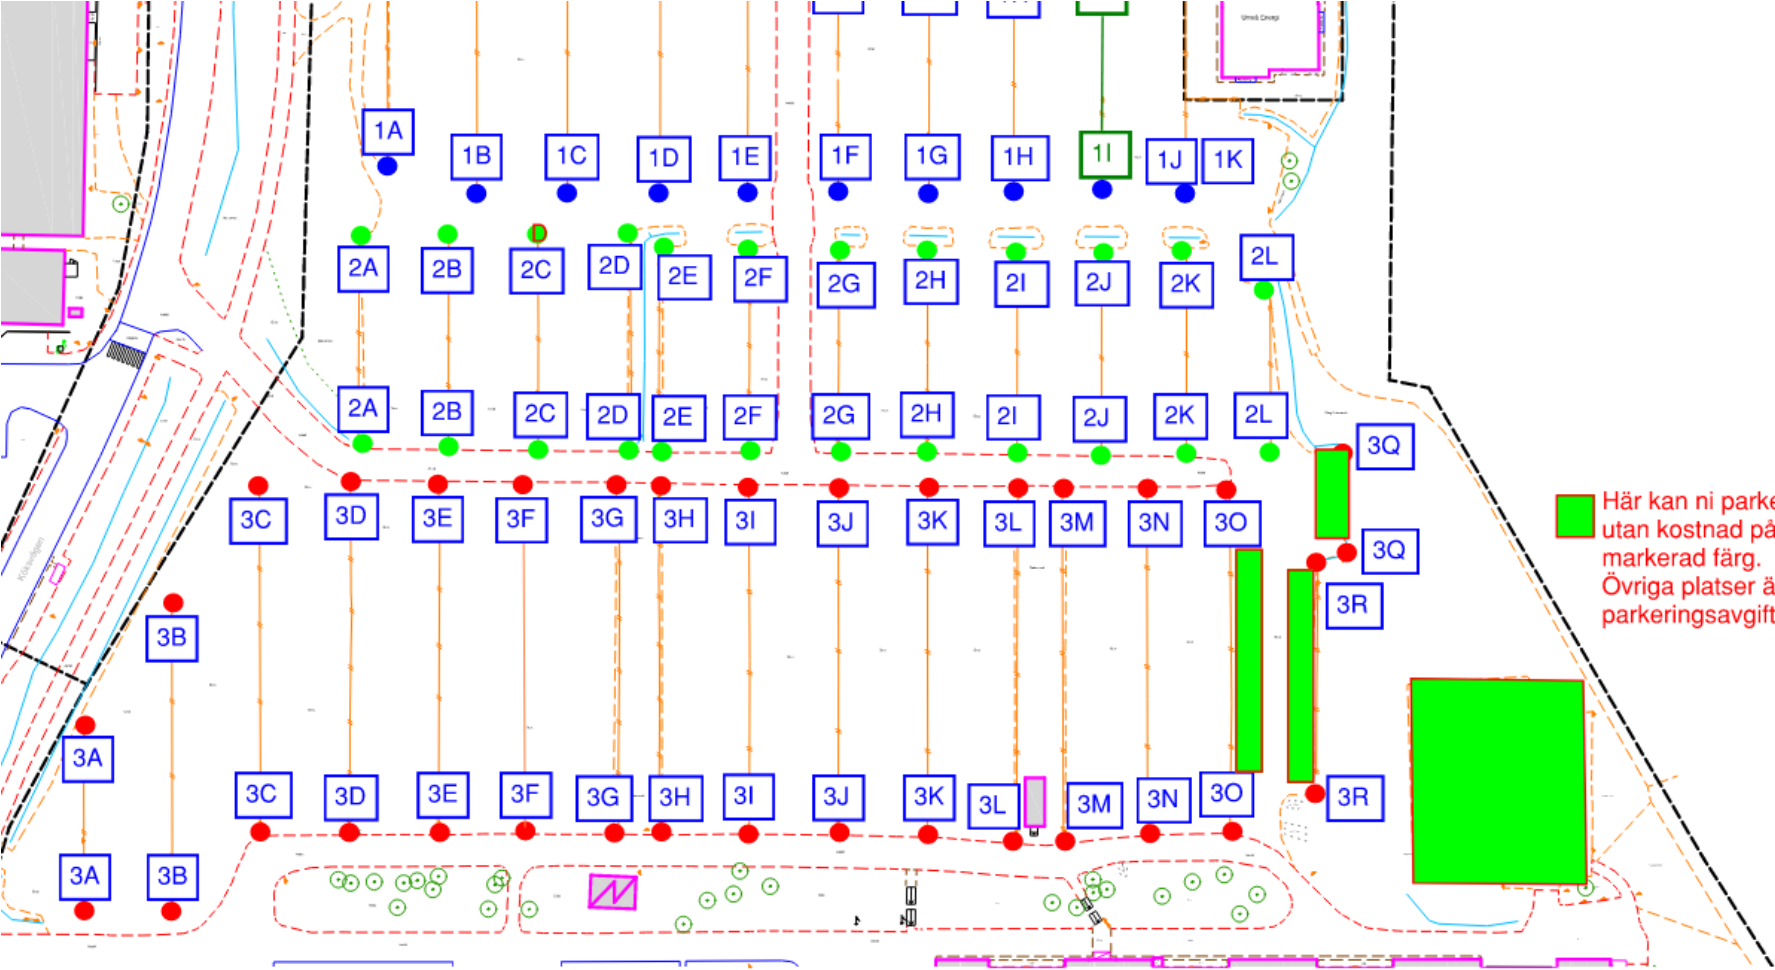 Umeå Energi
1A
1B
1C
1D
1E
1F
1G
1H
1I
1J
1K
D
2A
2B
2C
2D
2E
2F
2G
2H
2I
2J
2K
2L
2A
2B
2C
2D
2E
2F
2G
2H
2I
2J
2K
2L
3Q
3C
3D
3E
3F
3G
3H
3I
3J
3K
3L
3M
3N
3O
3Q
Här kan ni parke
utan kostnad på
markerad färg.
Övriga platser ä
parkeringsavgift
3R
3B
3A
3C
3D
3E
3F
3G
3H
3I
3J
3K
3L
3M
3N
3O
3R
3A
3B